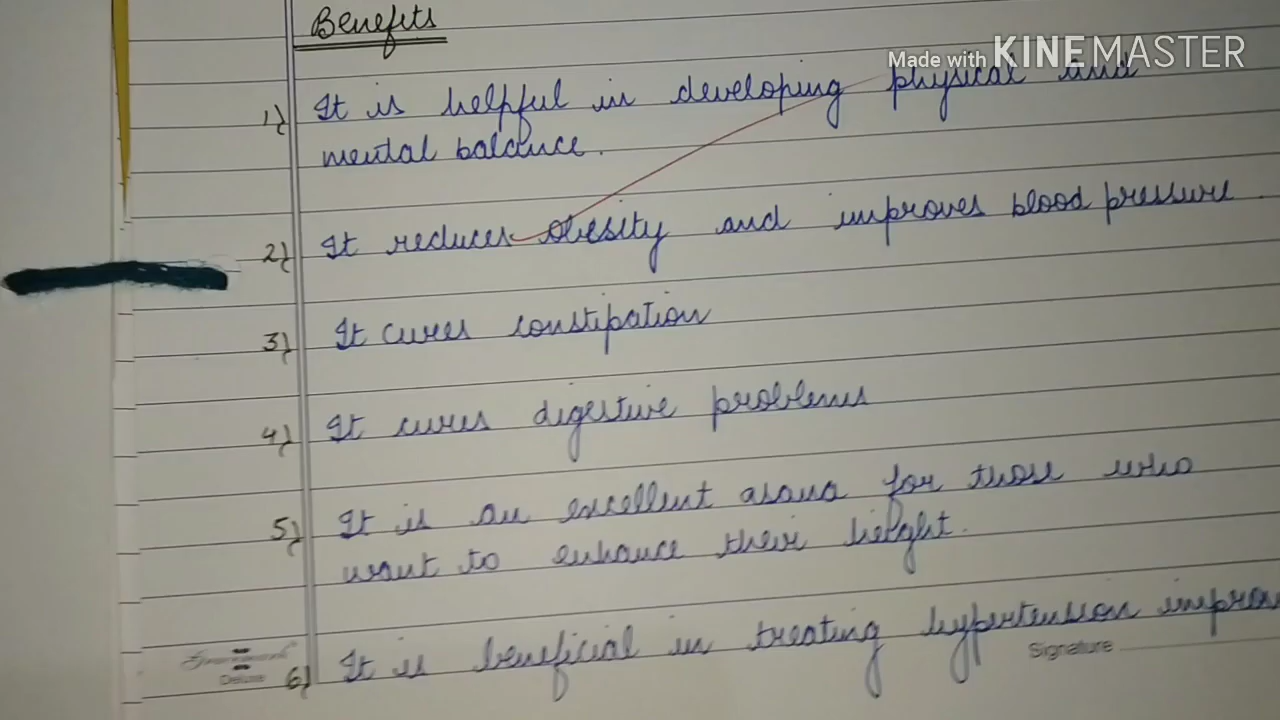 Benefits
Made with KINEMASTER
1) It is helpful in developing physical and
mental balance.
2) It reduces obesity and improves blood pressure.
3) It cures constipation
4) It cures digestive problems
5) It is an excellent asana for those who
want to enhance their height.
6) It is beneficial in treating hypertension
Signature
Deluxe